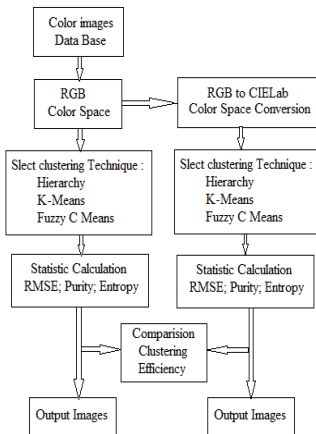 Color images
Data Base
RGB
Color Space
RGB to CIELab
Color Space Conversion
Slect clustering Technique :
Hierarchy
K-Means
Fuzzy C Means
Slect clustering Technique :
Hierarchy
K-Means
Fuzzy C Means
Statistic Calculation
RMSE; Purity; Entropy
Statistic Calculation
RMSE; Purity; Entropy
Comparision
Clustering
Efficiency
Output Images
Output Images